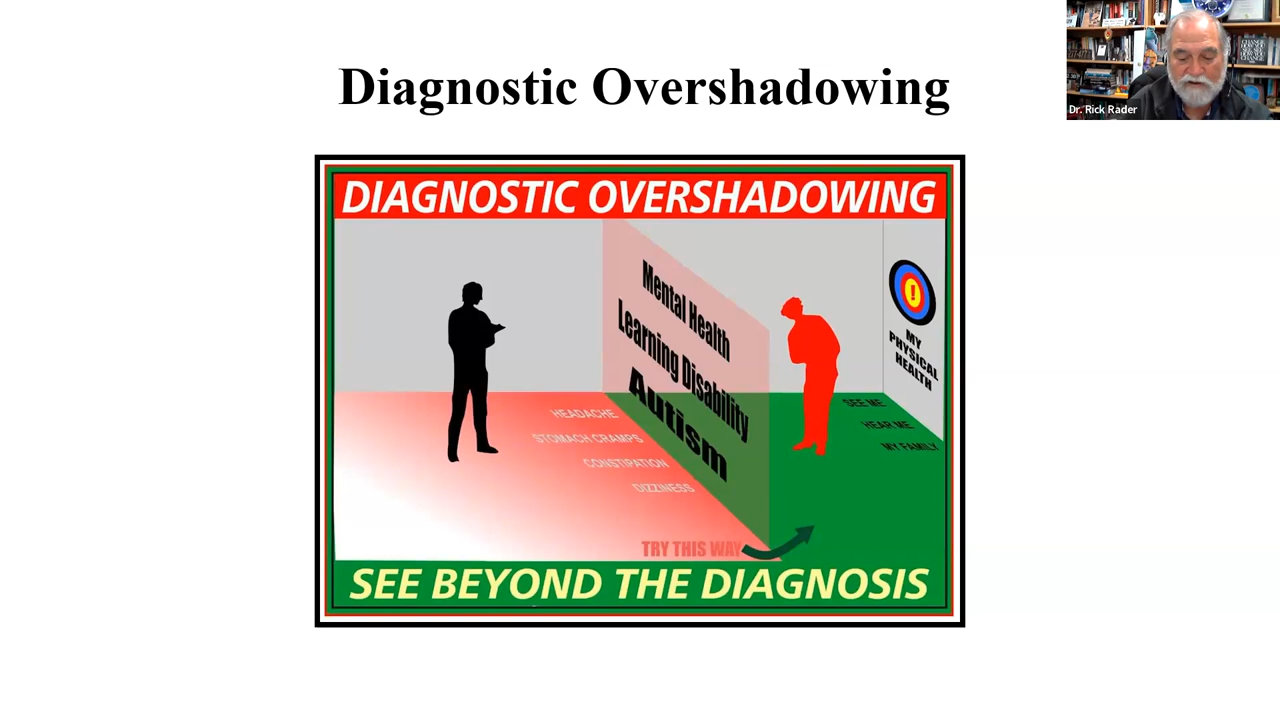 Diagnostic Overshadowing
Dr. Rick Rader
DIAGNOSTIC OVERSHADOWING
Mental Health
Learning Disability
Autism
!
MY
PHYSICAL
HEALTH
HEADACHE
STOMACH CRAMPS
CONSTIPATION
DIZZINESS
SEE ME
HEAR ME
MY FAMILY
TRY THIS WAY
SEE BEYOND THE DIAGNOSIS